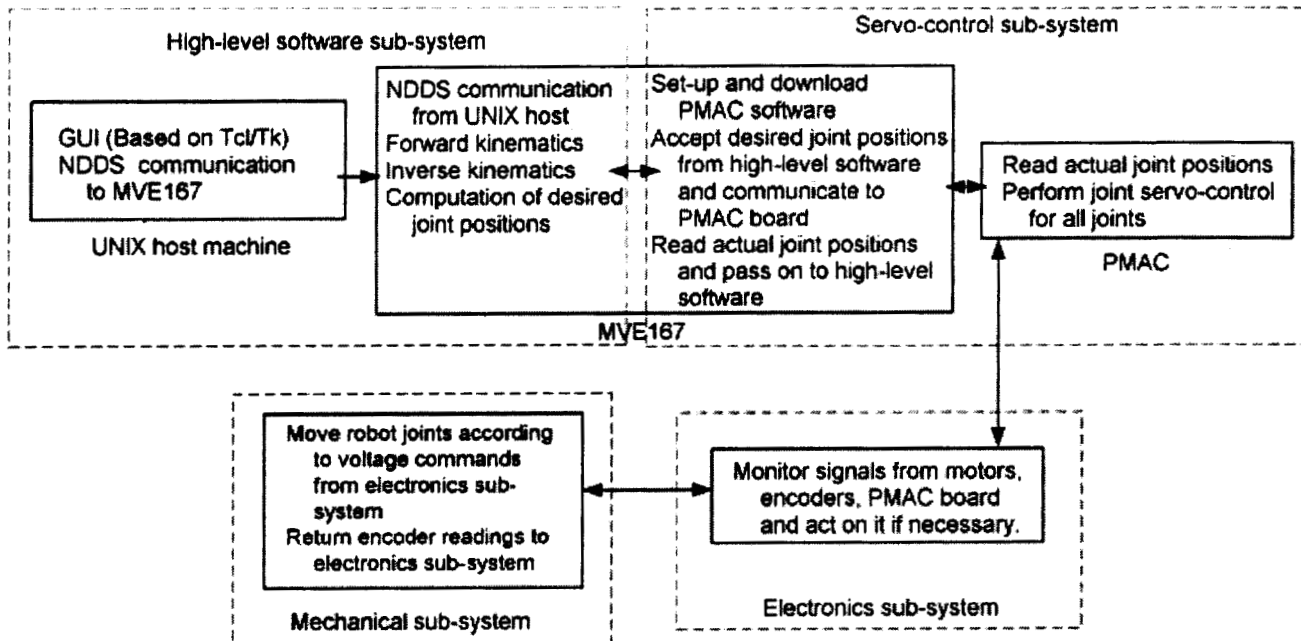 High-level software sub-system
Servo-control sub-system
GUI (Based on Tcl/Tk)
NDDS communication
to MVE167
UNIX host machine
NDDS communication
from UNIX host
Forward kinematics
Inverse kinematics
Computation of desired
joint positions
Set-up and download
PMAC software
Accept desired joint positions
from high-level software
and communicate to
PMAC board
Read actual joint positions
and pass on to high-level
software
MVE167
Read actual joint positions
Perform joint servo-control
for all joints
PMAC
Move robot joints according
to voltage commands
from electronics sub-
system
Return encoder readings to
electronics sub-system
Mechanical sub-system
Monitor signals from motors,
encoders, PMAC board
and act on it if necessary.
Electronics sub-system